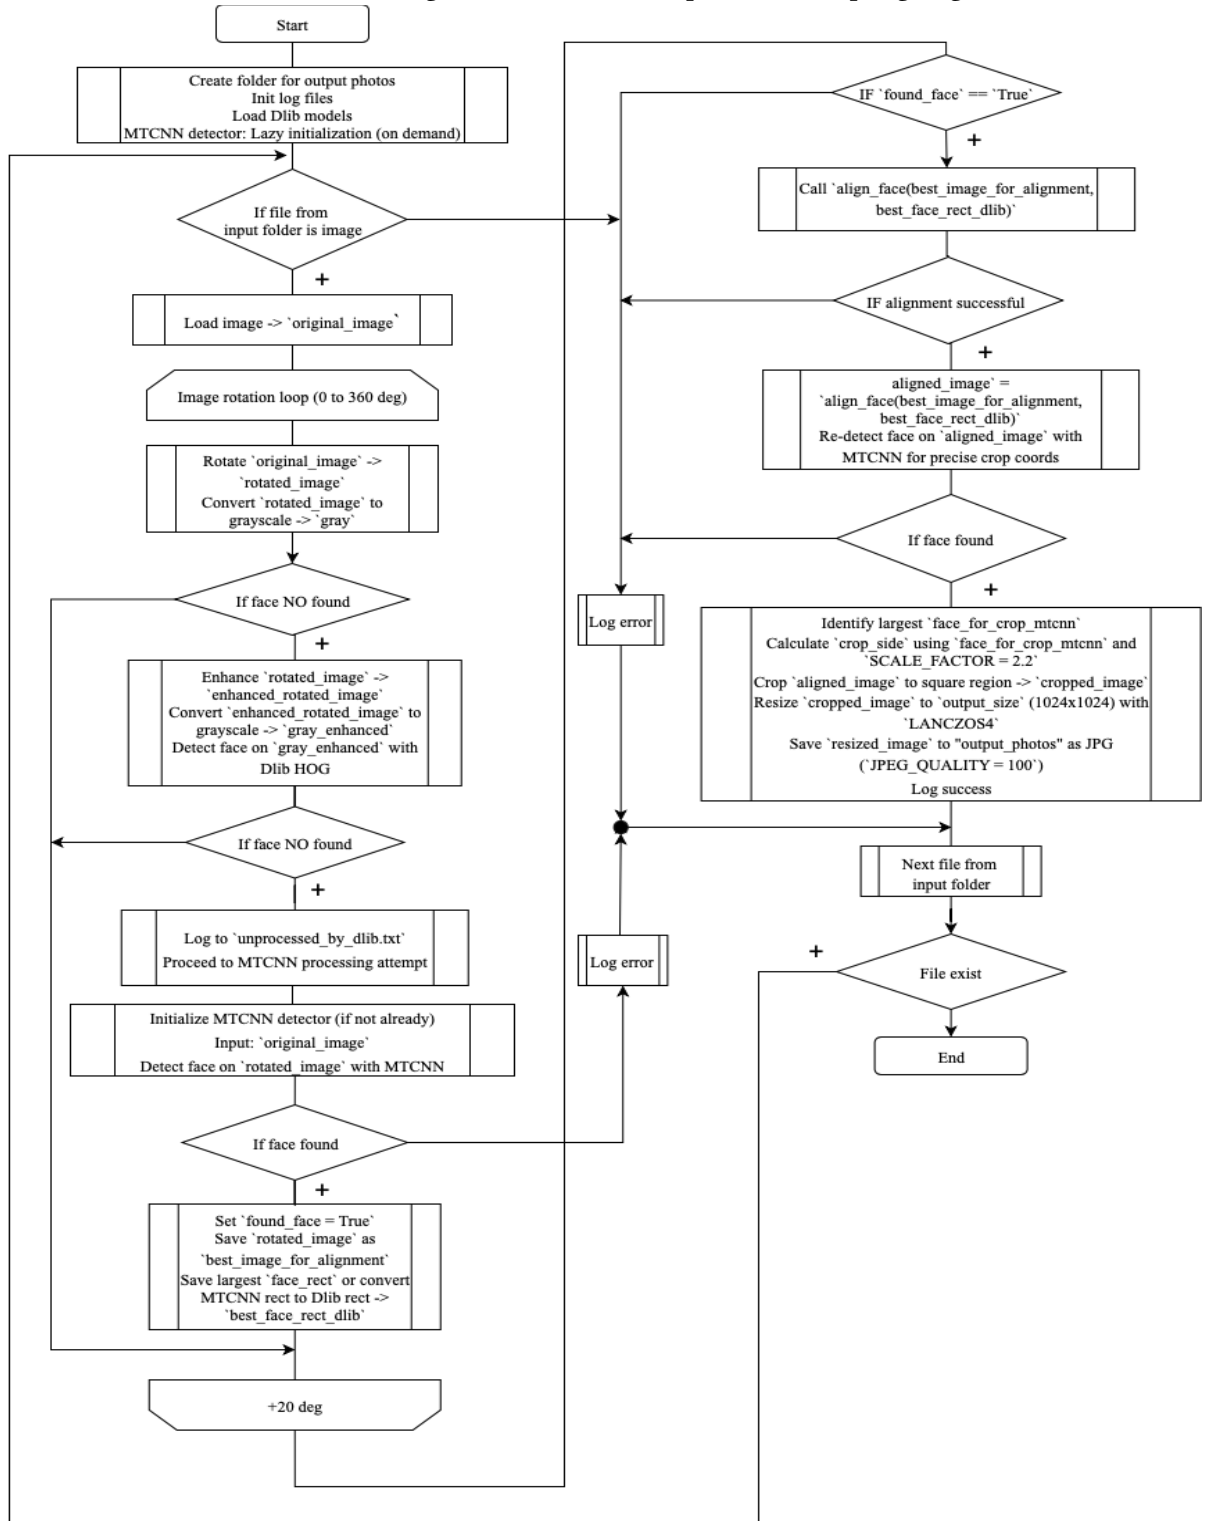 Start
Create folder for output photos
Init log files
Load Dlib models
MTCNN detector: Lazy initialization (on demand)
If file from
input folder is image
+
Load image -> `original_image`
Image rotation loop (0 to 360 deg)
Rotate `original_image` ->
`rotated_image`
Convert `rotated_image` to
grayscale -> `gray`
If face NO found
+
Enhance `rotated_image` ->
`enhanced_rotated_image`
Convert `enhanced_rotated_image` to
grayscale -> `gray_enhanced`
Detect face on `gray_enhanced` with
Dlib HOG
If face NO found
+
Log to `unprocessed_by_dlib.txt`
Proceed to MTCNN processing attempt
Initialize MTCNN detector (if not already)
Input: `original_image`
Detect face on `rotated_image` with MTCNN
If face found
+
Set `found_face = True`
Save `rotated_image` as
`best_image_for_alignment`
Save largest `face_rect` or convert
MTCNN rect to Dlib rect ->
`best_face_rect_dlib`
+20 deg
Log error
Log error
IF `found_face` == `True`
+
Call `align_face(best_image_for_alignment,
best_face_rect_dlib)`
IF alignment successful
+
aligned_image` =
`align_face(best_image_for_alignment,
best_face_rect_dlib)`
Re-detect face on `aligned_image` with
MTCNN for precise crop coords
If face found
+
Identify largest `face_for_crop_mtcnn`
Calculate `crop_side` using `face_for_crop_mtcnn` and
`SCALE_FACTOR = 2.2`
Crop `aligned_image` to square region -> `cropped_image`
Resize `cropped_image` to `output_size` (1024x1024) with
`LANCZOS4`
Save `resized_image` to "output_photos" as JPG
(`JPEG_QUALITY = 100`)
Log success
Next file from
input folder
+
File exist
End